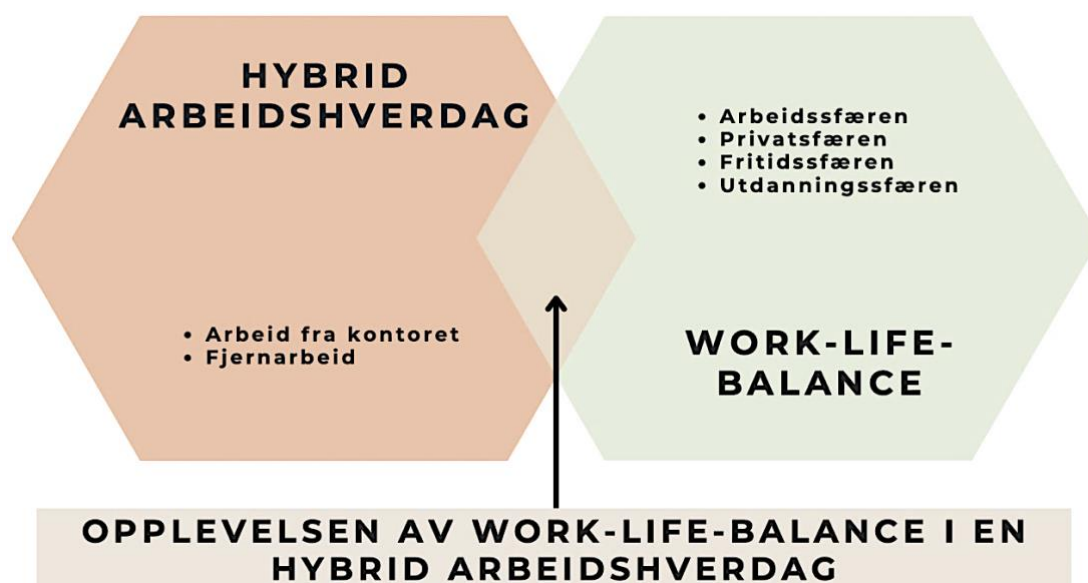 HYBRID
ARBEIDSHVERDAG
• Arbeid fra kontoret
• Fjernarbeid
• Arbeidssfæren
• Privatsfæren
• Fritidssfæren
• Utdanningssfæren
WORK-LIFE-
BALANCE
OPPLEVELSEN AV WORK-LIFE-BALANCE I EN
HYBRID ARBEIDSHVERDAG